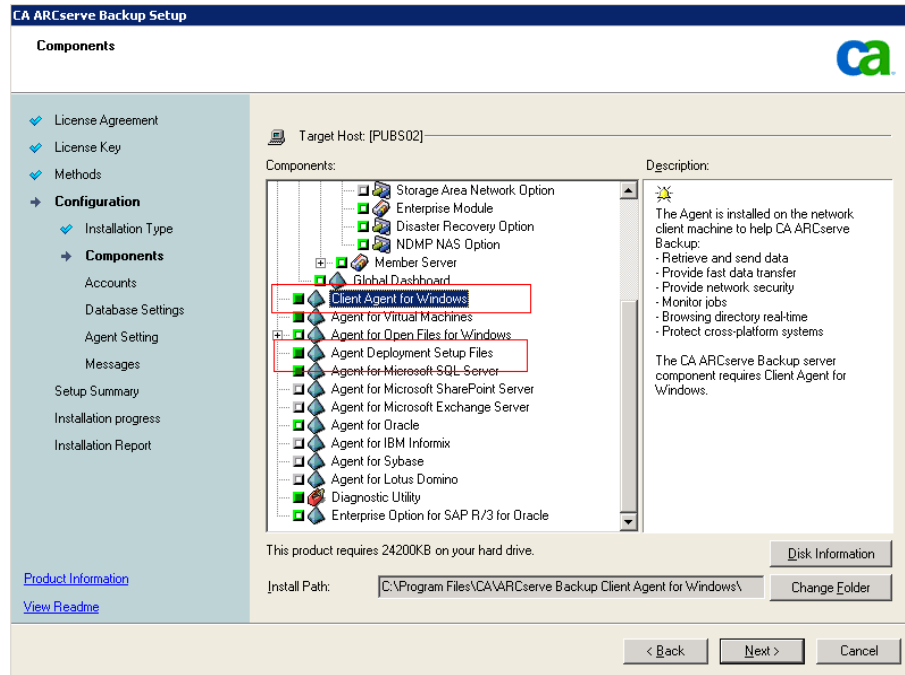 CA ARCserve Backup Setup
Components
ca
License Agreement
License Key
Methods
Configuration
Installation Type
Components
Accounts
Database Settings
Agent Setting
Messages
Setup Summary
Installation progress
Installation Report
Product Information
View Readme
Target Host: [PUBS02]
Components:
Storage Area Network Option
Enterprise Module
Disaster Recovery Option
NDMP NAS Option
Member Server
Global Dashboard
Client Agent for Windows
Agent for Virtual Machines
Agent for Open Files for Windows
Agent Deployment Setup Files
Agent for Microsoft SQL Server
Agent for Microsoft SharePoint Server
Agent for Microsoft Exchange Server
Agent for Oracle
Agent for IBM Informix
Agent for Sybase
Agent for Lotus Domino
Diagnostic Utility
Enterprise Option for SAP R/3 for Oracle
Description:
The Agent is installed on the network
client machine to help CA ARCserve
Backup:
- Retrieve and send data
- Provide fast data transfer
- Provide network security
- Monitor jobs
- Browsing directory real-time
- Protect cross-platform systems
The CA ARCserve Backup server
component requires Client Agent for
Windows.
This product requires 24200KB on your hard drive.
Disk Information
Install Path:
C:\Program Files\CA\ARCserve Backup Client Agent for Windows\
Change Folder
< Back
Next >
Cancel